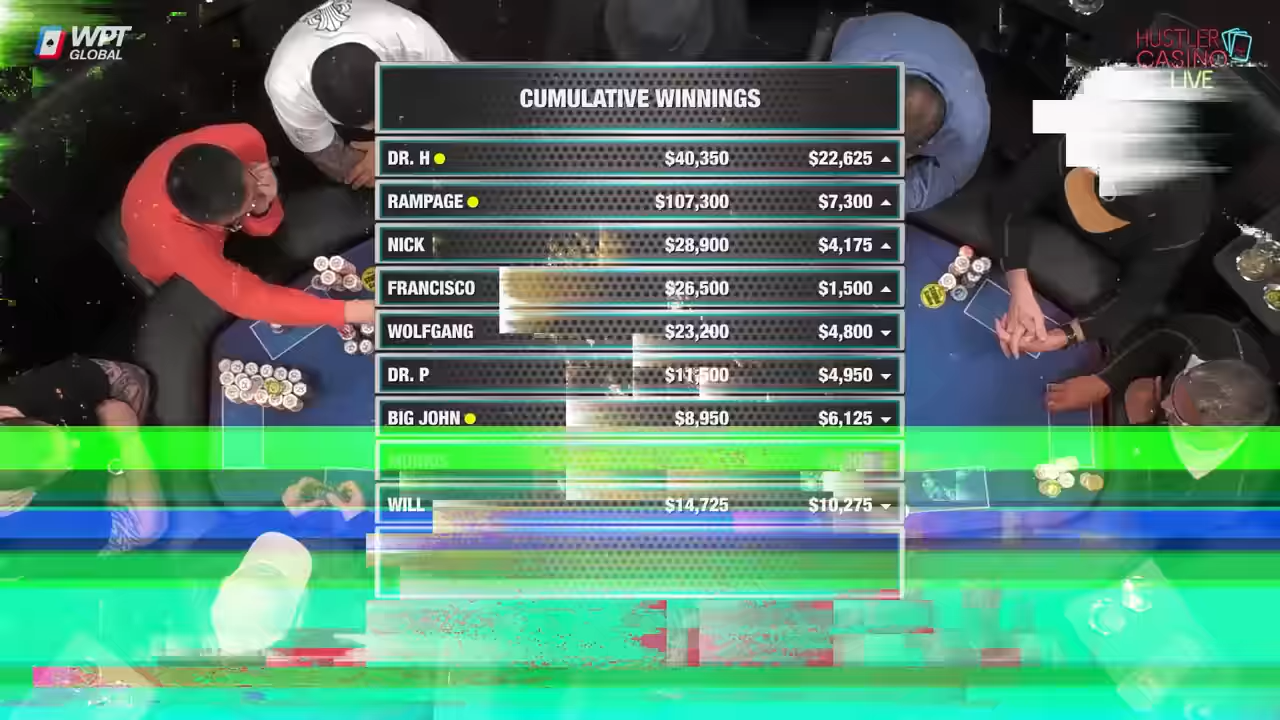 WPT
GLOBAL
HUSTLER
CASINO
LIVE
CUMULATIVE WINNINGS
DR. H $40,350 $22,625
RAMPAGE $107,300 $7,300
NICK $28,900 $4,175
FRANCISCO $26,500 $1,500
WOLFGANG $23,200 $4,800
DR. P $11,500 $4,950
BIG JOHN $8,950 $6,125
WILL $14,725 $10,275